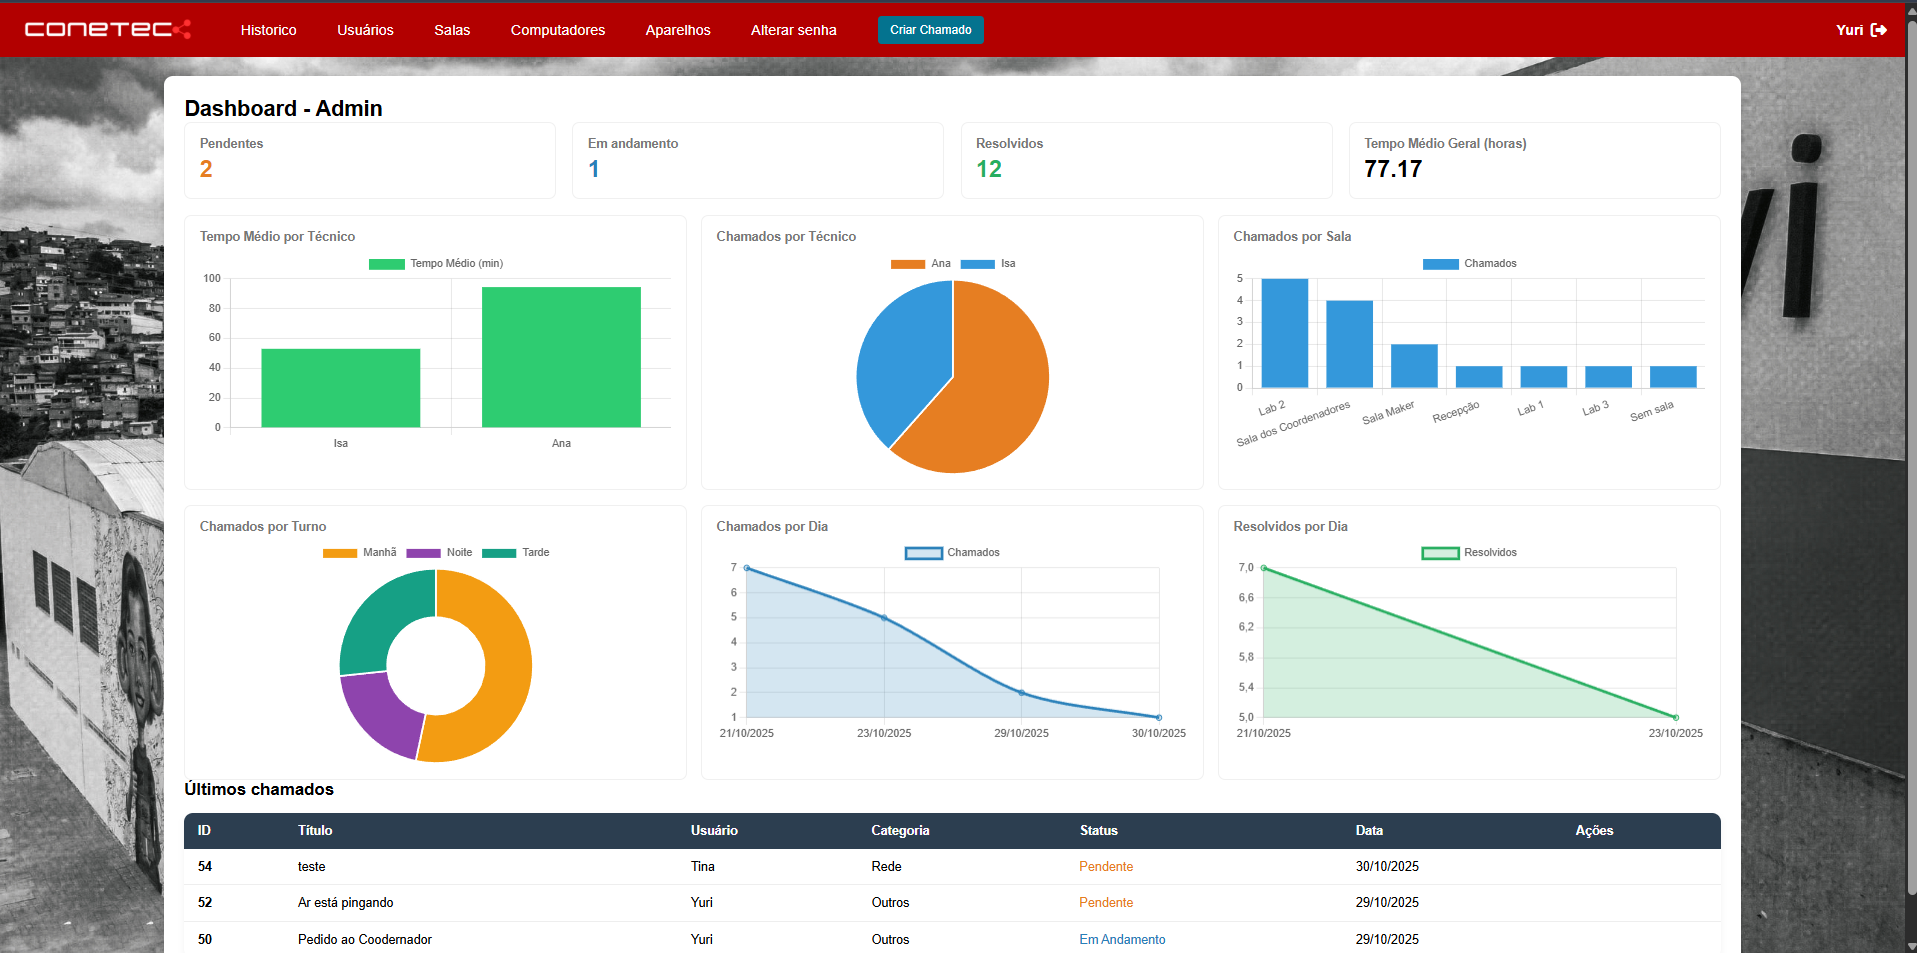 CONETEC
Historico Usuários Salas Computadores Aparelhos Alterar senha Criar Chamado Yuri
Dashboard - Admin
Pendentes
2
Em andamento
1
Resolvidos
12
Tempo Médio Geral (horas)
77.17
Tempo Médio por Técnico
Tempo Médio (min)
100
80
60
40
20
0
Isa Ana
Chamados por Técnico
Ana Isa
Chamados por Sala
Chamados
5
4
3
2
1
0
Lab 2 Sala dos Coordenadores Sala Maker Recepção Lab 1 Lab 3 Sem sala
Chamados por Turno
Manhã Noite Tarde
Chamados por Dia
Chamados
7
6
5
4
3
2
1
21/10/2025 23/10/2025 29/10/2025 30/10/2025
Resolvidos por Dia
Resolvidos
7,0
6,6
6,2
5,8
5,4
5,0
21/10/2025 23/10/2025
Últimos chamados
ID Título Usuário Categoria Status Data Ações
54 teste Tina Rede Pendente 30/10/2025
52 Ar está pingando Yuri Outros Pendente 29/10/2025
50 Pedido ao Coodernador Yuri Outros Em Andamento 29/10/2025
vi